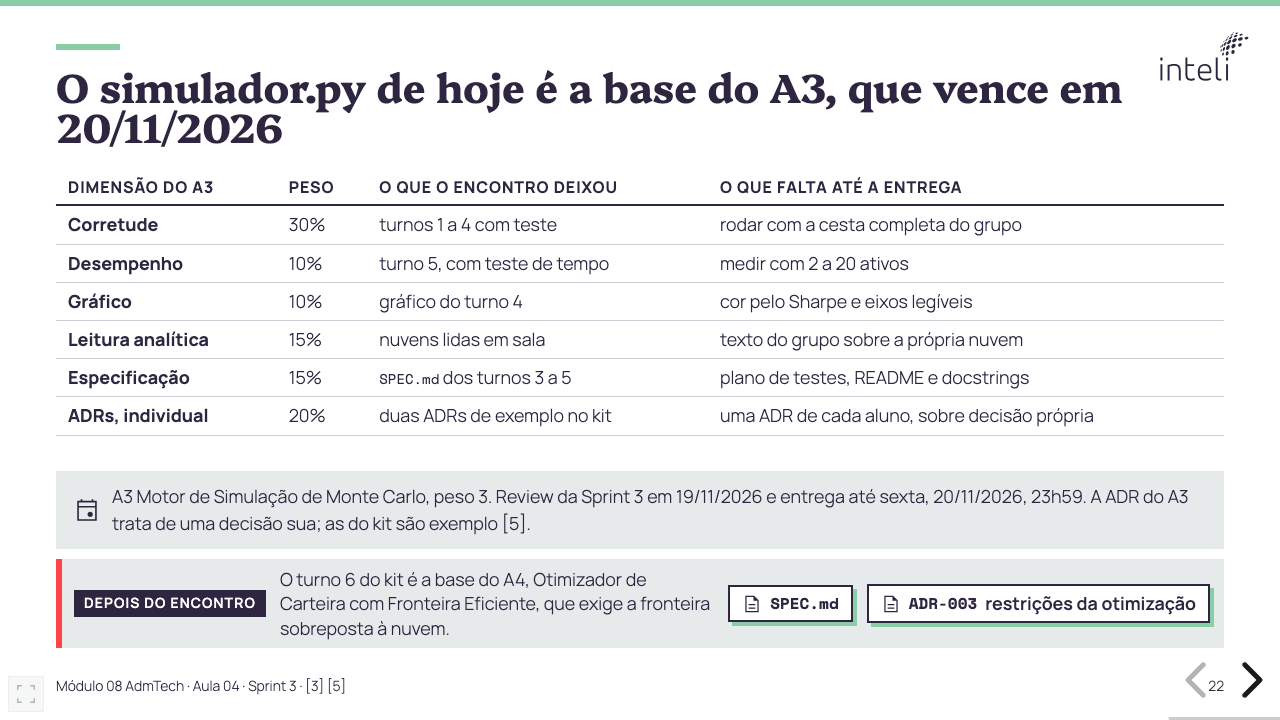 inteli
O simulador.py de hoje é a base do A3, que vence em
20/11/2026
DIMENSÃO DO A3 PESO O QUE O ENCONTRO DEIXOU O QUE FALTA ATÉ A ENTREGA
Corretude 30% turnos 1 a 4 com teste rodar com a cesta completa do grupo
Desempenho 10% turno 5, com teste de tempo medir com 2 a 20 ativos
Gráfico 10% gráfico do turno 4 cor pelo Sharpe e eixos legíveis
Leitura analítica 15% nuvens lidas em sala texto do grupo sobre a própria nuvem
Especificação 15% SPEC.md dos turnos 3 a 5 plano de testes, README e docstrings
ADRs, individual 20% duas ADRs de exemplo no kit uma ADR de cada aluno, sobre decisão própria
A3 Motor de Simulação de Monte Carlo, peso 3. Review da Sprint 3 em 19/11/2026 e entrega até sexta, 20/11/2026, 23h59. A ADR do A3
trata de uma decisão sua; as do kit são exemplo [5].
DEPOIS DO ENCONTRO
O turno 6 do kit é a base do A4, Otimizador de
Carteira com Fronteira Eficiente, que exige a fronteira
sobreposta à nuvem.
SPEC.md
ADR-003 restrições da otimização
Módulo 08 AdmTech · Aula 04 · Sprint 3 · [3] [5]
22